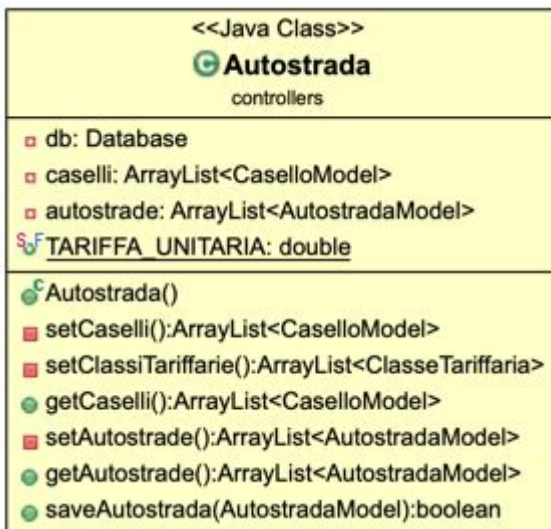 <<Java Class>>
C Autostrada
controllers
db: Database
caselli: ArrayList<CaselloModel>
autostrade: ArrayList<AutostradaModel>
S F TARIFFA_UNITARIA: double
C Autostrada()
setCaselli():ArrayList<CaselloModel>
setClassiTariffarie():ArrayList<ClasseTariffaria>
getCaselli():ArrayList<CaselloModel>
setAutostrade():ArrayList<AutostradaModel>
getAutostrade():ArrayList<AutostradaModel>
saveAutostrada(AutostradaModel):boolean